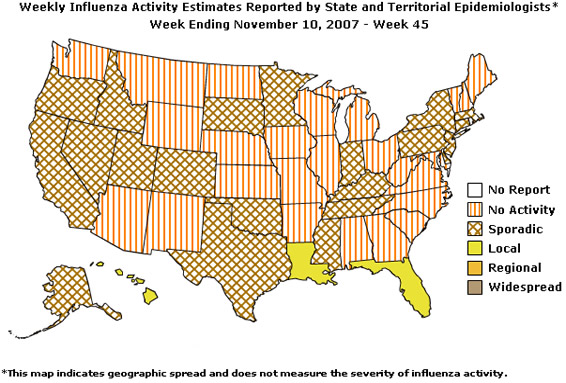 Weekly Influenza Activity Estimates Reported by State and Territorial Epidemiologists*
Week Ending November 10, 2007 - Week 45
No Report
No Activity
Sporadic
Local
Regional
Widespread
*This map indicates geographic spread and does not measure the severity of influenza activity.